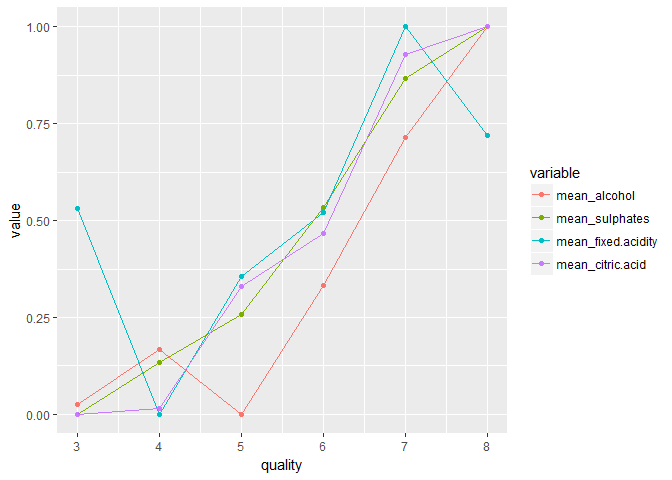 1.00
0.75
0.50
0.25
0.00
value
3 4 5 6 7 8
quality
variable
mean_alcohol
mean_sulphates
mean_fixed.acidity
mean_citric.acid